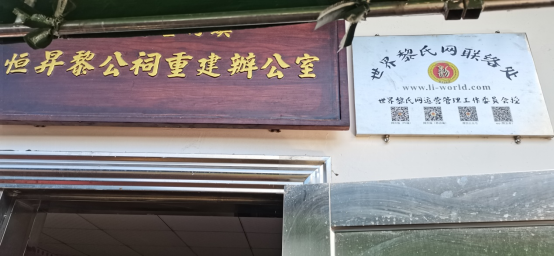 恒昇黎公祠重建辦公室
世界黎氏网联络处
www.li-world.com
世界黎氏网运营管理工作委员会授